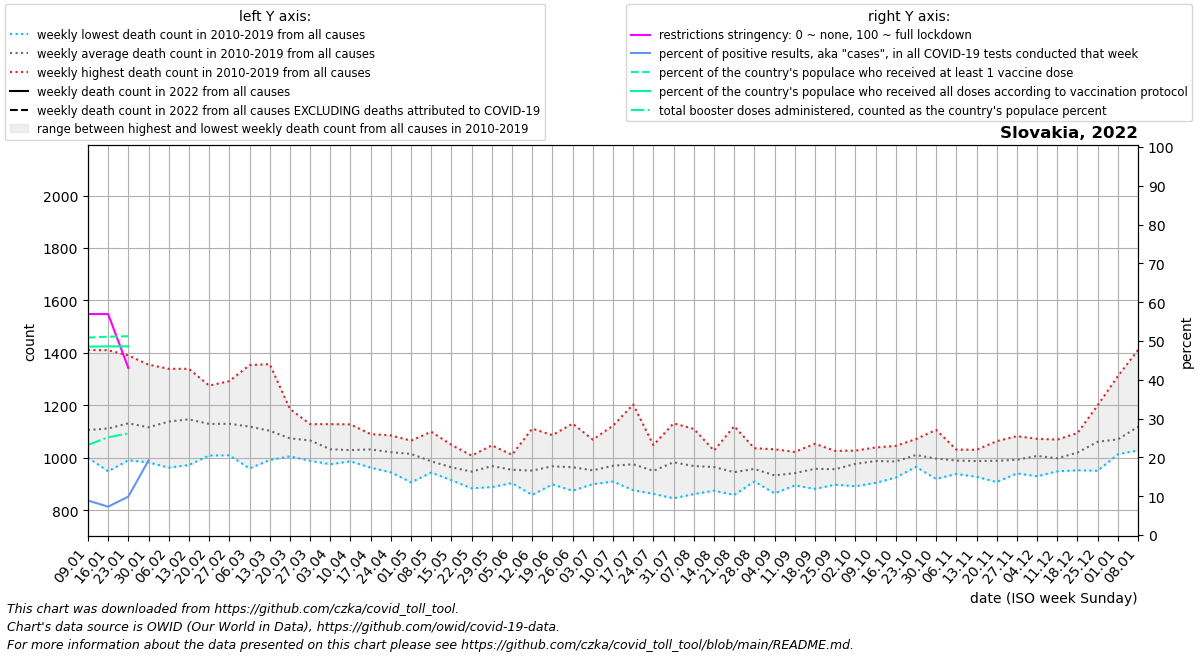 left Y axis:
weekly lowest death count in 2010-2019 from all causes
weekly average death count in 2010-2019 from all causes
weekly highest death count in 2010-2019 from all causes
weekly death count in 2022 from all causes
weekly death count in 2022 from all causes EXCLUDING deaths attributed to COVID-19
range between highest and lowest weekly death count from all causes in 2010-2019
right Y axis:
restrictions stringency: 0 ~ none, 100 ~ full lockdown
percent of positive results, aka "cases", in all COVID-19 tests conducted that week
percent of the country's populace who received at least 1 vaccine dose
percent of the country's populace who received all doses according to vaccination protocol
total booster doses administered, counted as the country's populace percent
Slovakia, 2022
count
2000
1800
1600
1400
1200
1000
800
100
90
80
70
60
50
40
30
20
10
0
percent
09.01 16.01 23.01 30.01 06.02 13.02 20.02 27.02 06.03 13.03 20.03 27.03 03.04 10.04 17.04 24.04 01.05 08.05 15.05 22.05 29.05 05.06 12.06 19.06 26.06 03.07 10.07 17.07 24.07 31.07 07.08 14.08 21.08 28.08 04.09 11.09 18.09 25.09 02.10 09.10 16.10 23.10 30.10 06.11 13.11 20.11 27.11 04.12 11.12 18.12 25.12 01.01 08.01
date (ISO week Sunday)
This chart was downloaded from https://github.com/czka/covid_toll_tool.
Chart's data source is OWID (Our World in Data), https://github.com/owid/covid-19-data.
For more information about the data presented on this chart please see https://github.com/czka/covid_toll_tool/blob/main/README.md.